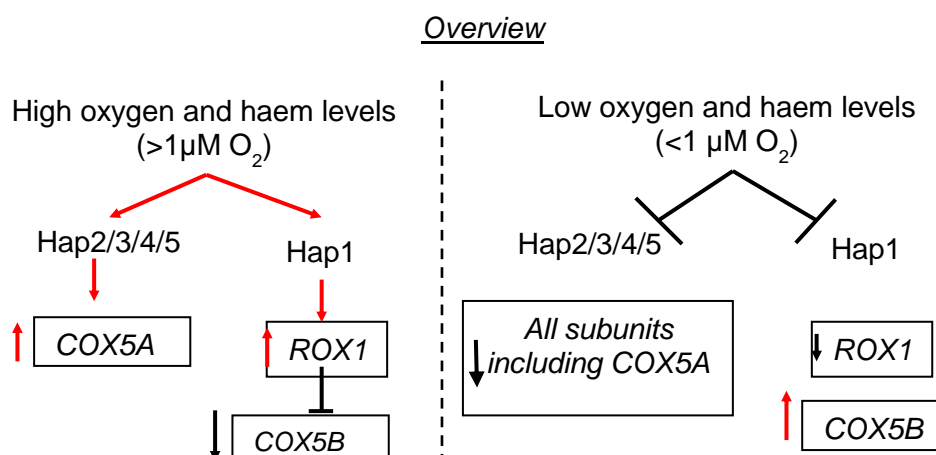 Overview
High oxygen and haem levels
(>1µM O₂)
Hap2/3/4/5
Hap1
COX5A
ROX1
COX5B
Low oxygen and haem levels
(<1 µM O₂)
Hap2/3/4/5
Hap1
All subunits
including COX5A
ROX1
COX5B